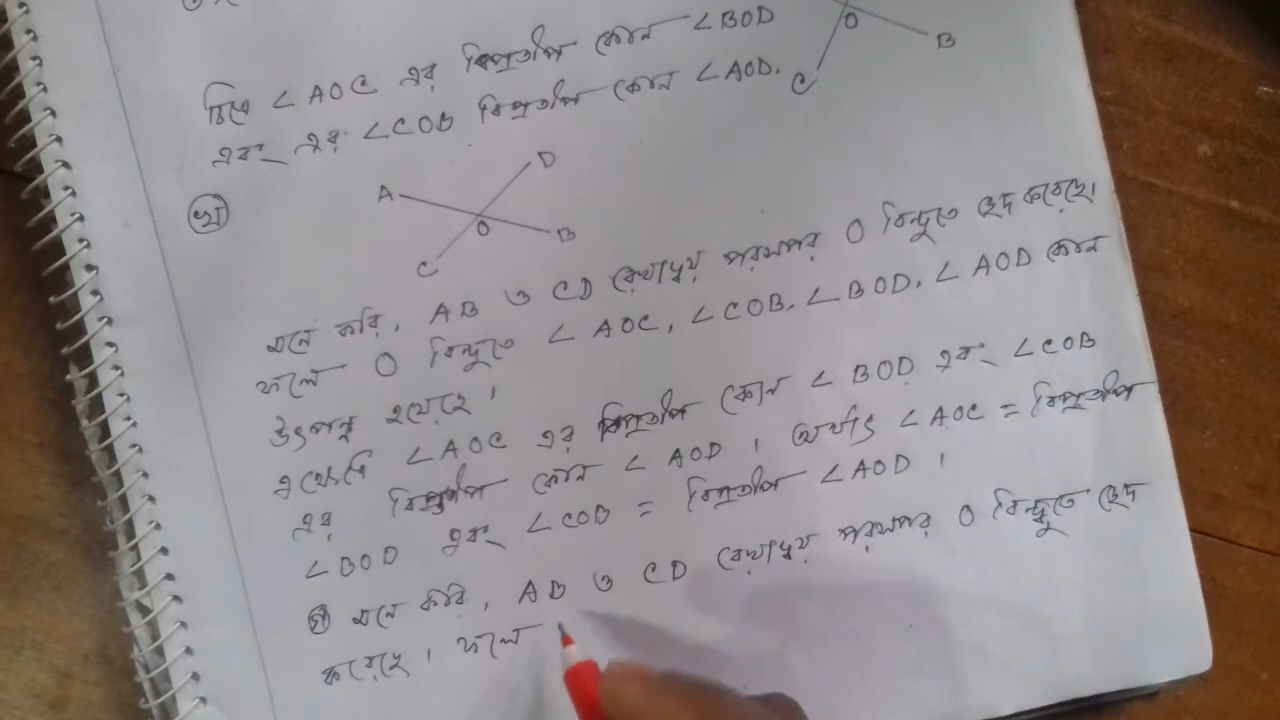 O
B
C
চিত্রে ∠AOC এর বিপ্রতীপ কোন ∠BOD
এবং এর ∠COB বিপ্রতীপ কোন ∠AOD.
খ
A
D
O
B
C
মনে করি, AB ও CD রেখাদ্বয় পরস্পর O বিন্দুতে ছেদ করেছে।
ফলে O বিন্দুতে ∠AOC, ∠COB, ∠BOD, ∠AOD কোন
উৎপন্ন হয়েছে।
∠AOC এর বিপ্রতীপ কোন ∠BOD এবং ∠COB
এর বিপ্রতীপ কোন ∠AOD। অর্থাৎ ∠AOC = বিপ্রতীপ
∠BOD এবং ∠COB = বিপ্রতীপ ∠AOD।
গ মনে করি, AB ও CD রেখাদ্বয় পরস্পর O বিন্দুতে ছেদ
করেছে। ফলে